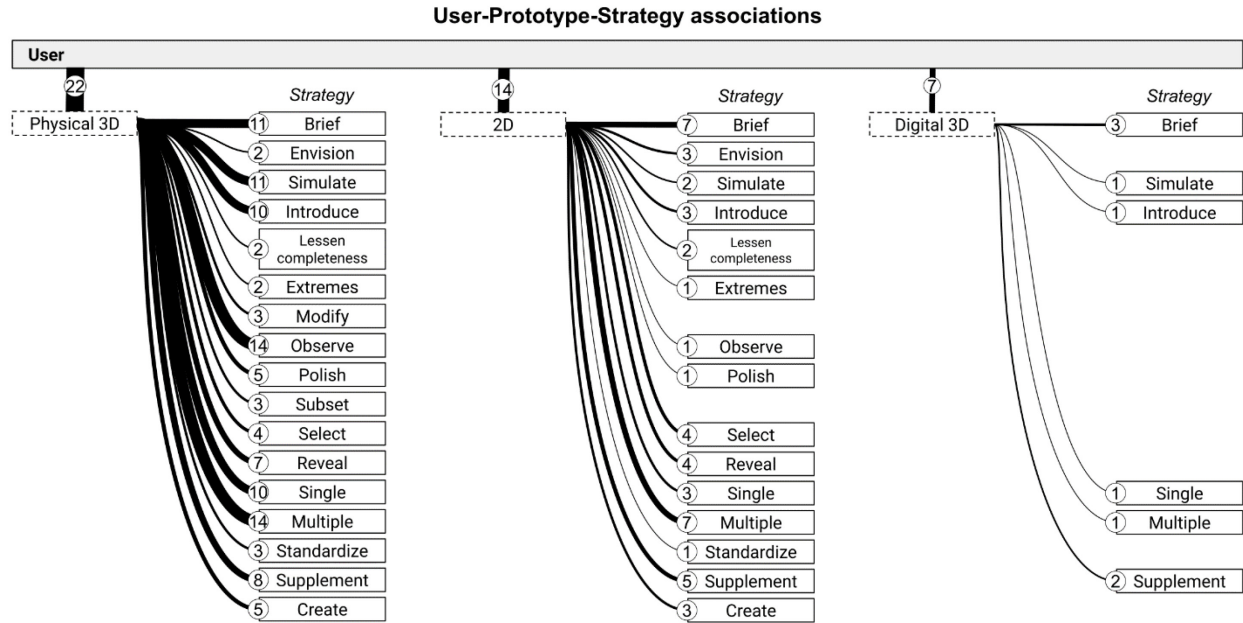 User-Prototype-Strategy associations
User
22
Physical 3D
Strategy
11 Brief
2 Envision
11 Simulate
10 Introduce
2 Lessen
completeness
2 Extremes
3 Modify
14 Observe
5 Polish
3 Subset
4 Select
7 Reveal
10 Single
14 Multiple
3 Standardize
8 Supplement
5 Create
14
2D
Strategy
7 Brief
3 Envision
2 Simulate
3 Introduce
2 Lessen
completeness
1 Extremes
1 Observe
1 Polish
4 Select
4 Reveal
3 Single
7 Multiple
1 Standardize
5 Supplement
3 Create
7
Digital 3D
Strategy
3 Brief
1 Simulate
1 Introduce
1 Single
1 Multiple
2 Supplement